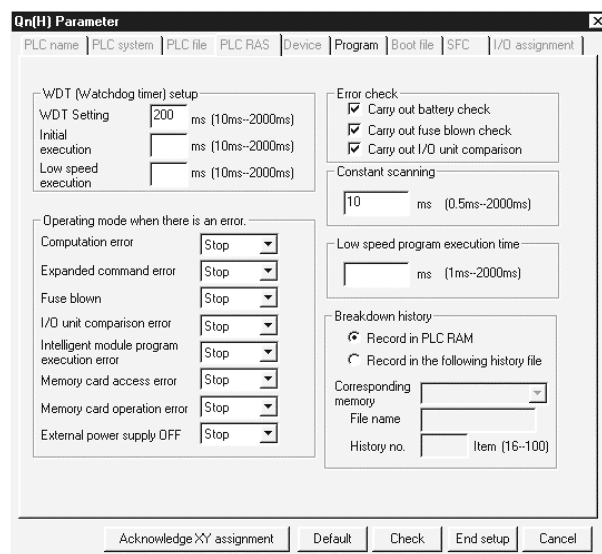 Qn(H) Parameter
PLC name PLC system PLC file PLC RAS Device Program Boot file SFC I/O assignment
WDT (Watchdog timer) setup
WDT Setting 200 ms (10ms--2000ms)
Initial
execution ms (10ms--2000ms)
Low speed
execution ms (10ms--2000ms)
Operating mode when there is an error.
Computation error Stop
Expanded command error Stop
Fuse blown Stop
I/O unit comparison error Stop
Intelligent module program
execution error Stop
Memory card access error Stop
Memory card operation error Stop
External power supply OFF Stop
Error check
Carry out battery check
Carry out fuse blown check
Carry out I/O unit comparison
Constant scanning
10 ms (0.5ms--2000ms)
Low speed program execution time
ms (1ms--2000ms)
Breakdown history
Record in PLC RAM
Record in the following history file
Corresponding
memory
File name
History no. Item (16--100)
Acknowledge XY assignment Default Check End setup Cancel